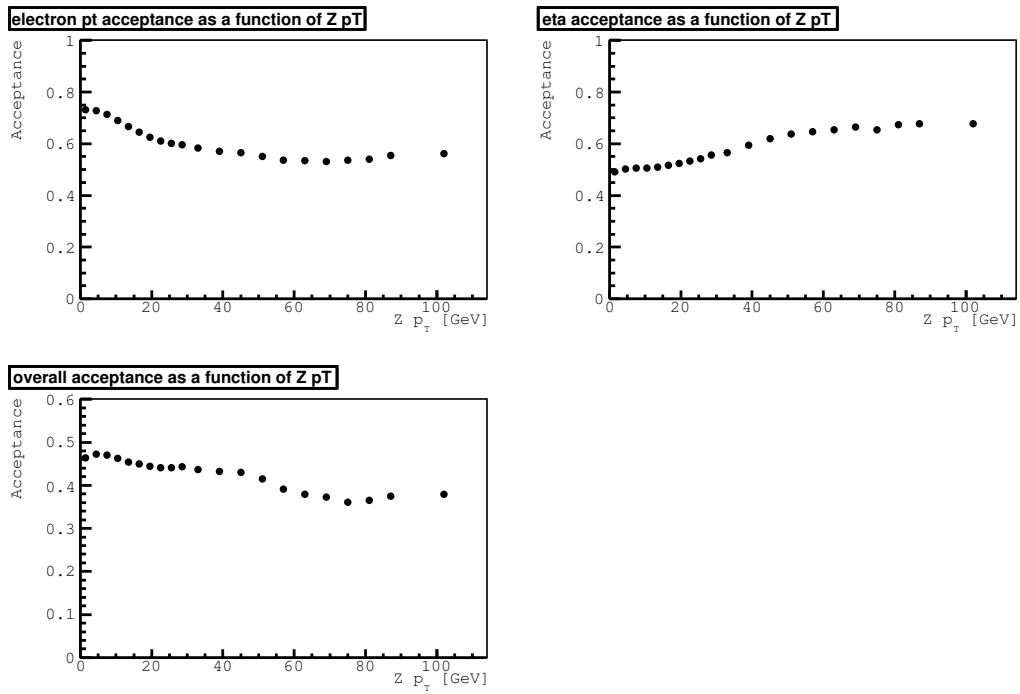 electron pt acceptance as a function of Z pT
Acceptance
1
0.8
0.6
0.4
0.2
0
0 20 40 60 80 100
Z p_T [GeV]
eta acceptance as a function of Z pT
Acceptance
1
0.8
0.6
0.4
0.2
0
0 20 40 60 80 100
Z p_T [GeV]
overall acceptance as a function of Z pT
Acceptance
0.6
0.5
0.4
0.3
0.2
0.1
0
0 20 40 60 80 100
Z p_T [GeV]